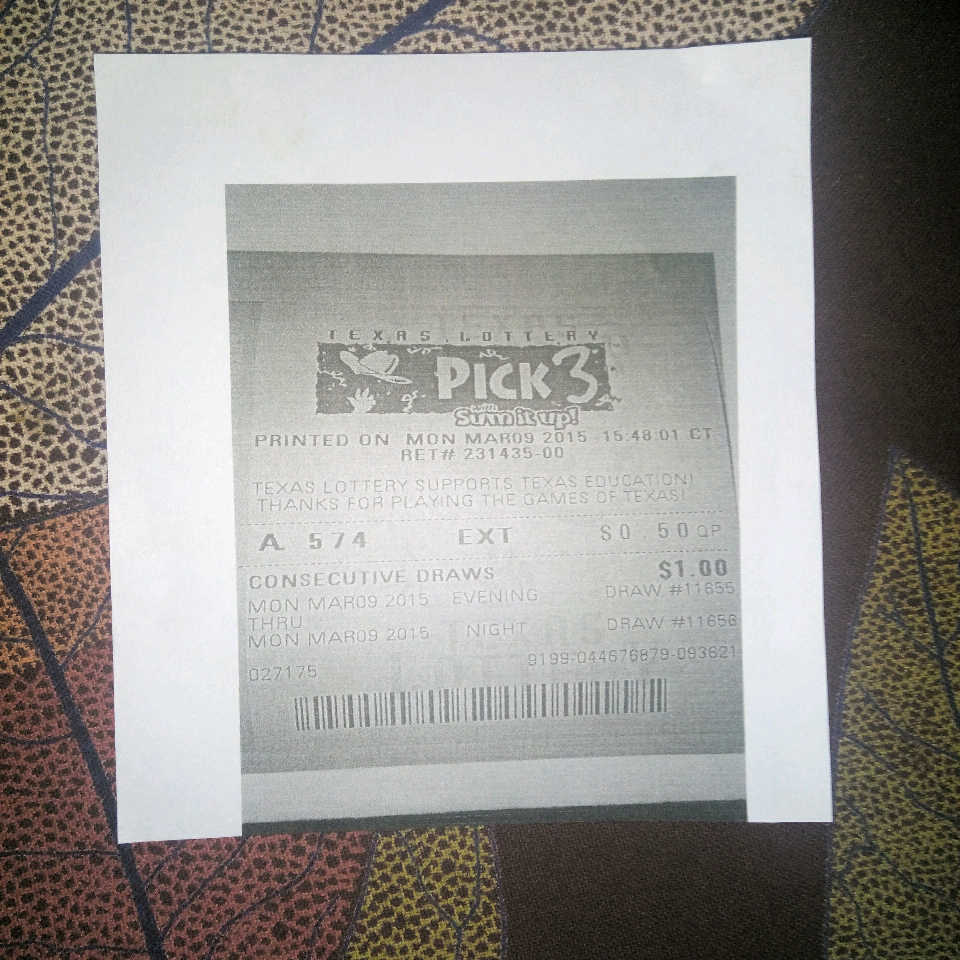 TEXAS LOTTERY
PICK 3
with
Sum it up!
PRINTED ON MON MAR09 2015 15:48:01 CT
RET# 231435-00
TEXAS LOTTERY SUPPORTS TEXAS EDUCATION!
THANKS FOR PLAYING THE GAMES OF TEXAS!
A 574 EXT $0.50 QP
CONSECUTIVE DRAWS $1.00
MON MAR09 2015 EVENING DRAW #11655
THRU
MON MAR09 2015 NIGHT DRAW #11656
027175 9199-044676879-093621